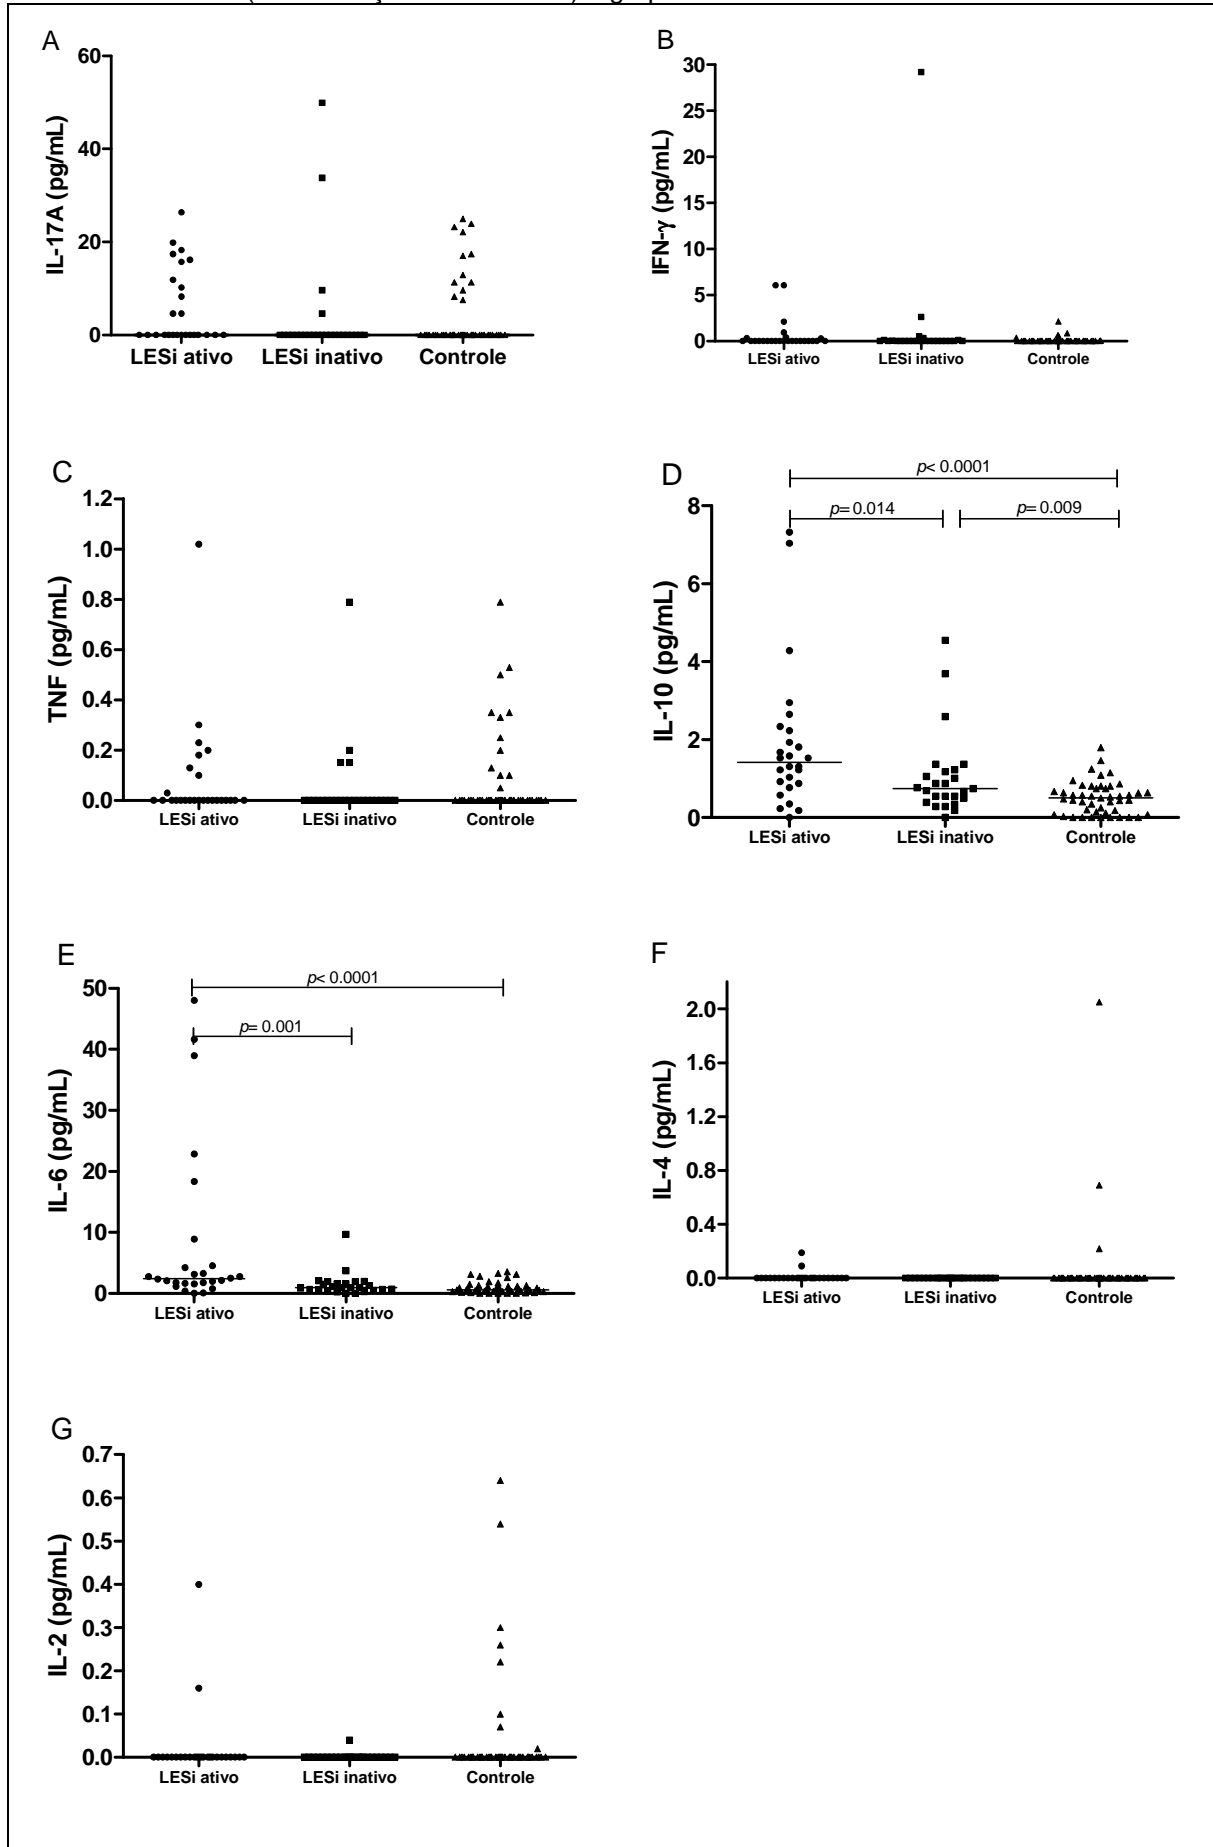 A
60
40
20
0
IL-17A (pg/mL)
LESi ativo LESi inativo Controle
B
30
25
20
15
10
5
0
IFN-γ (pg/mL)
LESi ativo LESi inativo Controle
C
1.2
1.0
0.8
0.6
0.4
0.2
0.0
TNF (pg/mL)
LESi ativo LESi inativo Controle
D
p< 0.0001
p= 0.014 p= 0.009
8
6
4
2
0
IL-10 (pg/mL)
LESi ativo LESi inativo Controle
E
p< 0.0001
p= 0.001
50
40
30
20
10
0
IL-6 (pg/mL)
LESi ativo LESi inativo Controle
F
2.0
1.6
1.2
0.8
0.4
0.0
IL-4 (pg/mL)
LESi ativo LESi inativo Controle
G
0.7
0.6
0.5
0.4
0.3
0.2
0.1
0.0
IL-2 (pg/mL)
LESi ativo LESi inativo Controle